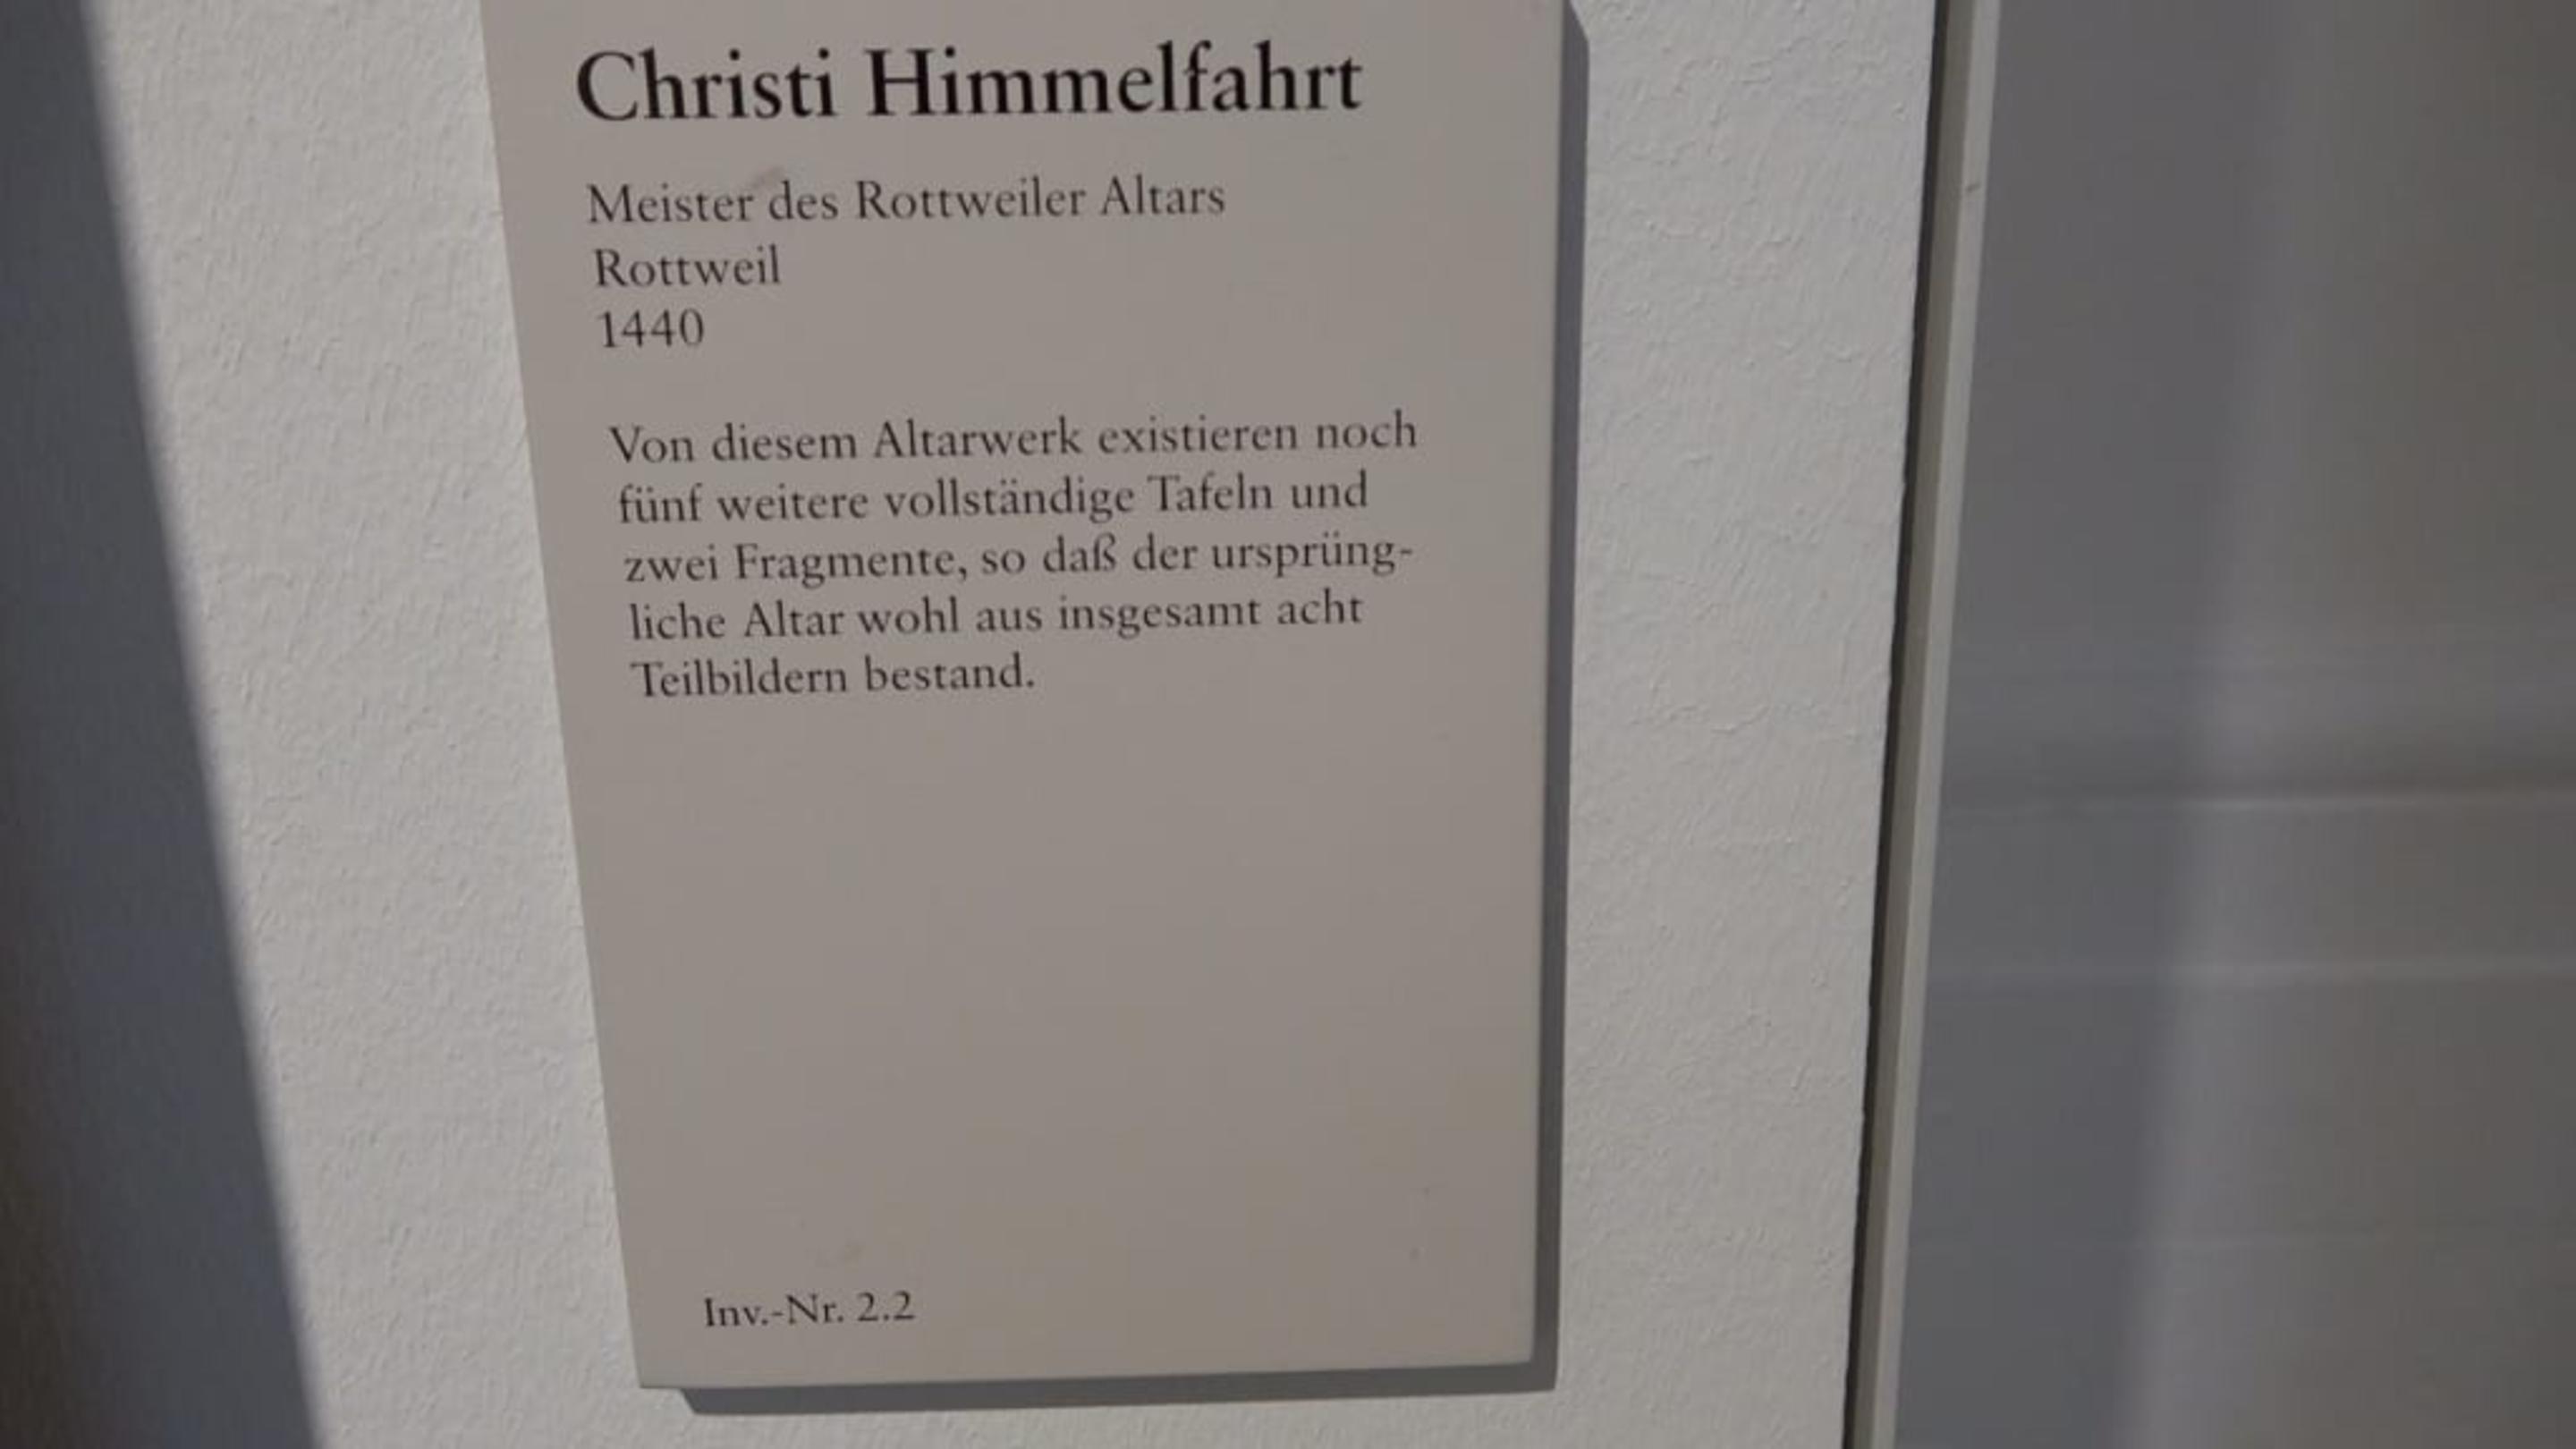 Christi Himmelfahrt
Meister des Rottweiler Altars
Rottweil
1440
Von diesem Altarwerk existieren noch
fünf weitere vollständige Tafeln und
zwei Fragmente, so daß der ursprüng-
liche Altar wohl aus insgesamt acht
Teilbildern bestand.
Inv.-Nr. 2.2